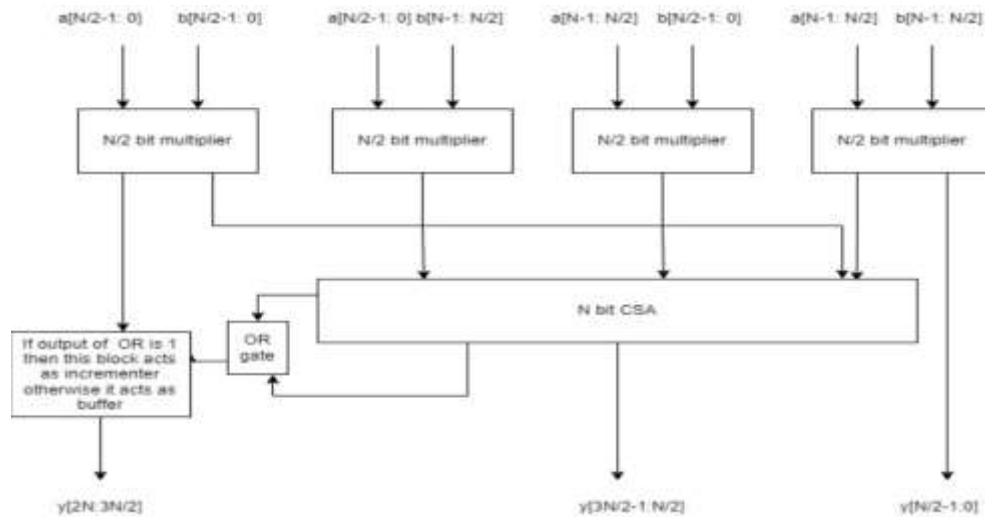 a[N/2-1: 0] b[N/2-1: 0] a[N/2-1: 0] b[N-1: N/2] a[N-1: N/2] b[N/2-1: 0] a[N-1: N/2] b[N-1: N/2]
N/2 bit multiplier N/2 bit multiplier N/2 bit multiplier N/2 bit multiplier
N bit CSA
OR
gate
If output of OR is 1
then this block acts
as incrementer
otherwise it acts as
buffer
y[2N:3N/2] y[3N/2-1:N/2] y[N/2-1:0]